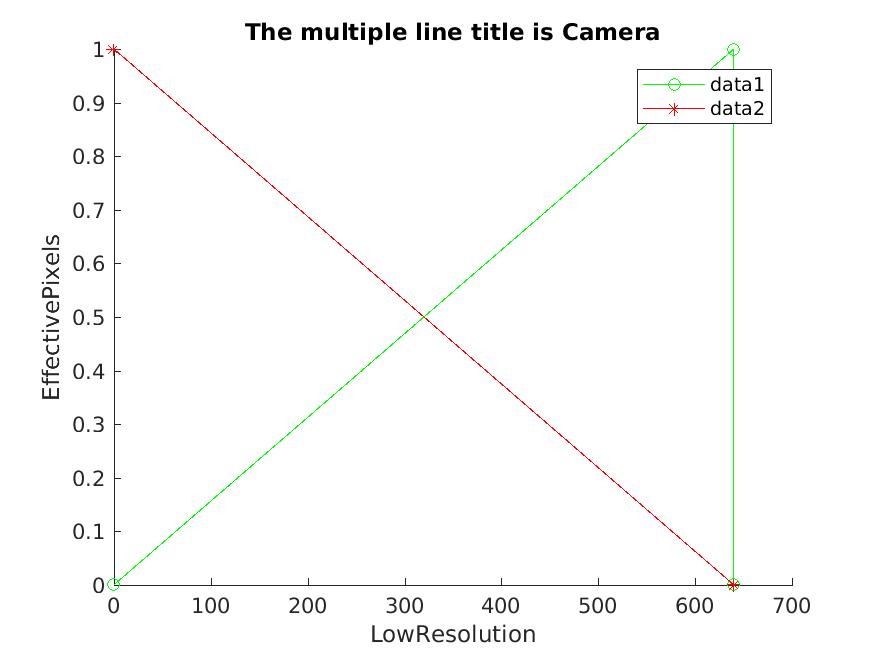 The multiple line title is Camera
1
0.9
0.8
0.7
0.6
0.5
0.4
0.3
0.2
0.1
0
EffectivePixels
data1
data2
0 100 200 300 400 500 600 700
LowResolution